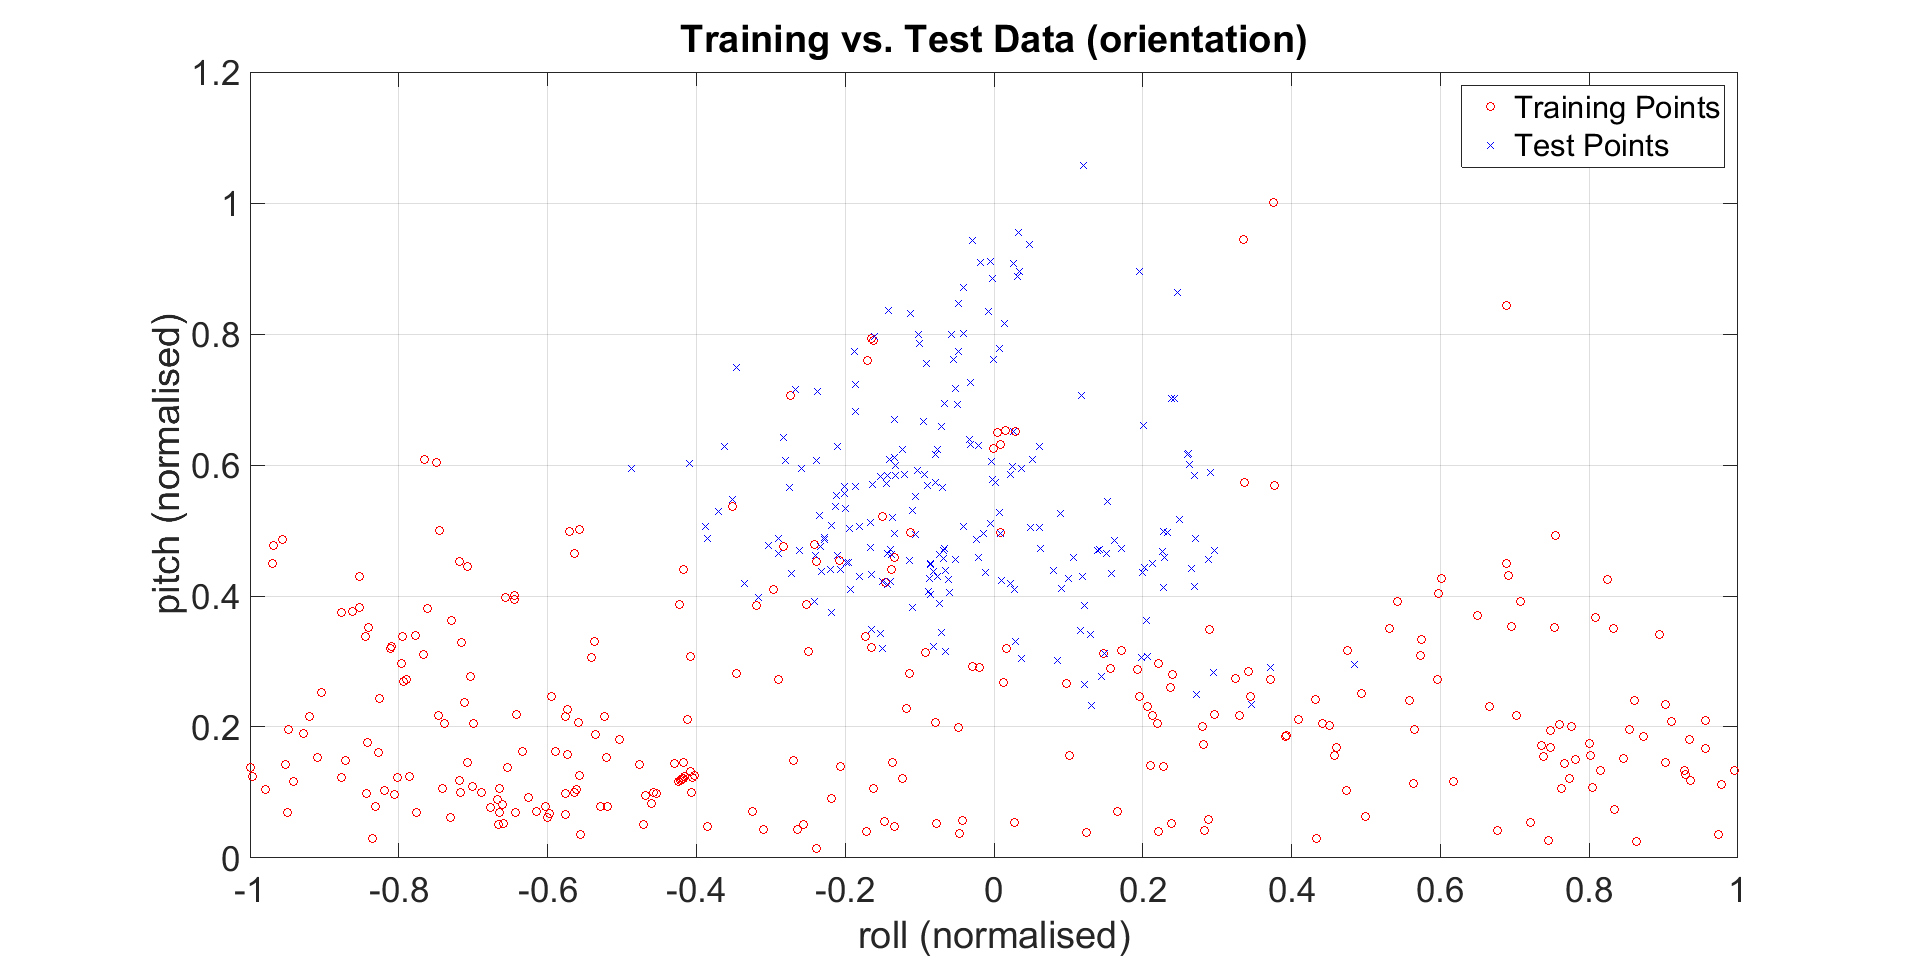 Training vs. Test Data (orientation)
Training Points
Test Points
pitch (normalised)
1.2
1
0.8
0.6
0.4
0.2
0
-1 -0.8 -0.6 -0.4 -0.2 0 0.2 0.4 0.6 0.8 1
roll (normalised)